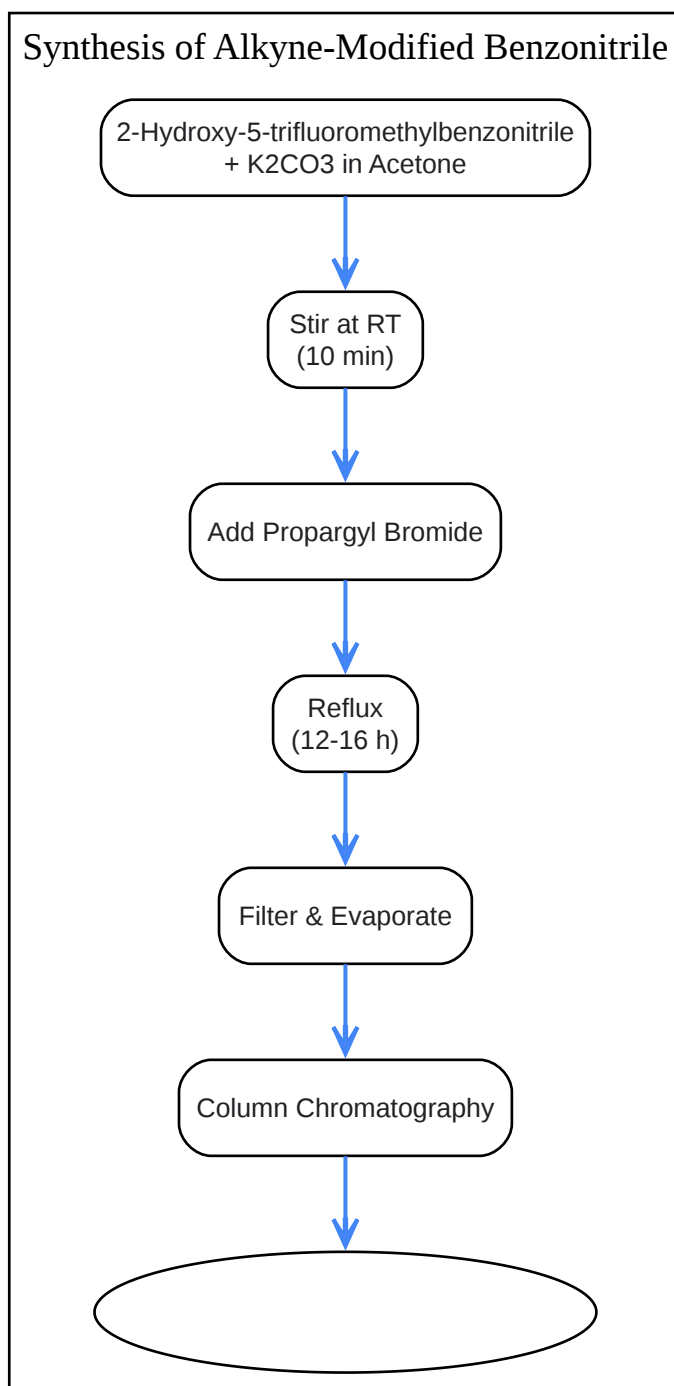 Synthesis of Alkyne-Modified Benzonitrile
2-Hydroxy-5-trifluoromethylbenzonitrile
+ K2CO3 in Acetone
Stir at RT
(10 min)
Add Propargyl Bromide
Reflux
(12-16 h)
Filter & Evaporate
Column Chromatography